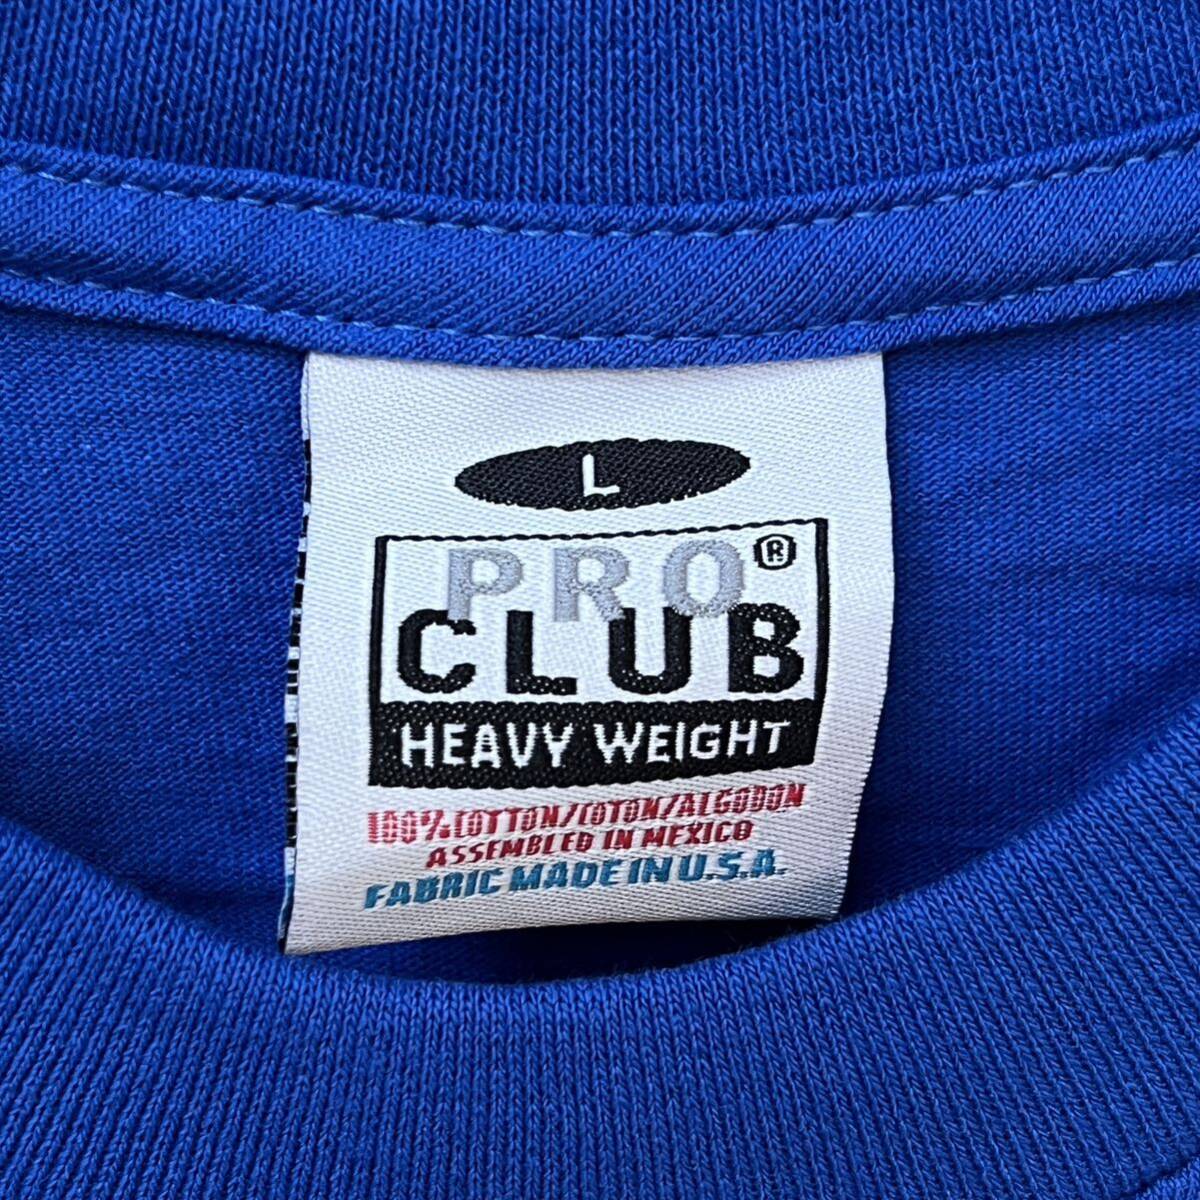 L
PRO®
CLUB
HEAVY WEIGHT
100% COTTON/COTON/ALGODON
ASSEMBLED IN MEXICO
FABRIC MADE IN U.S.A.